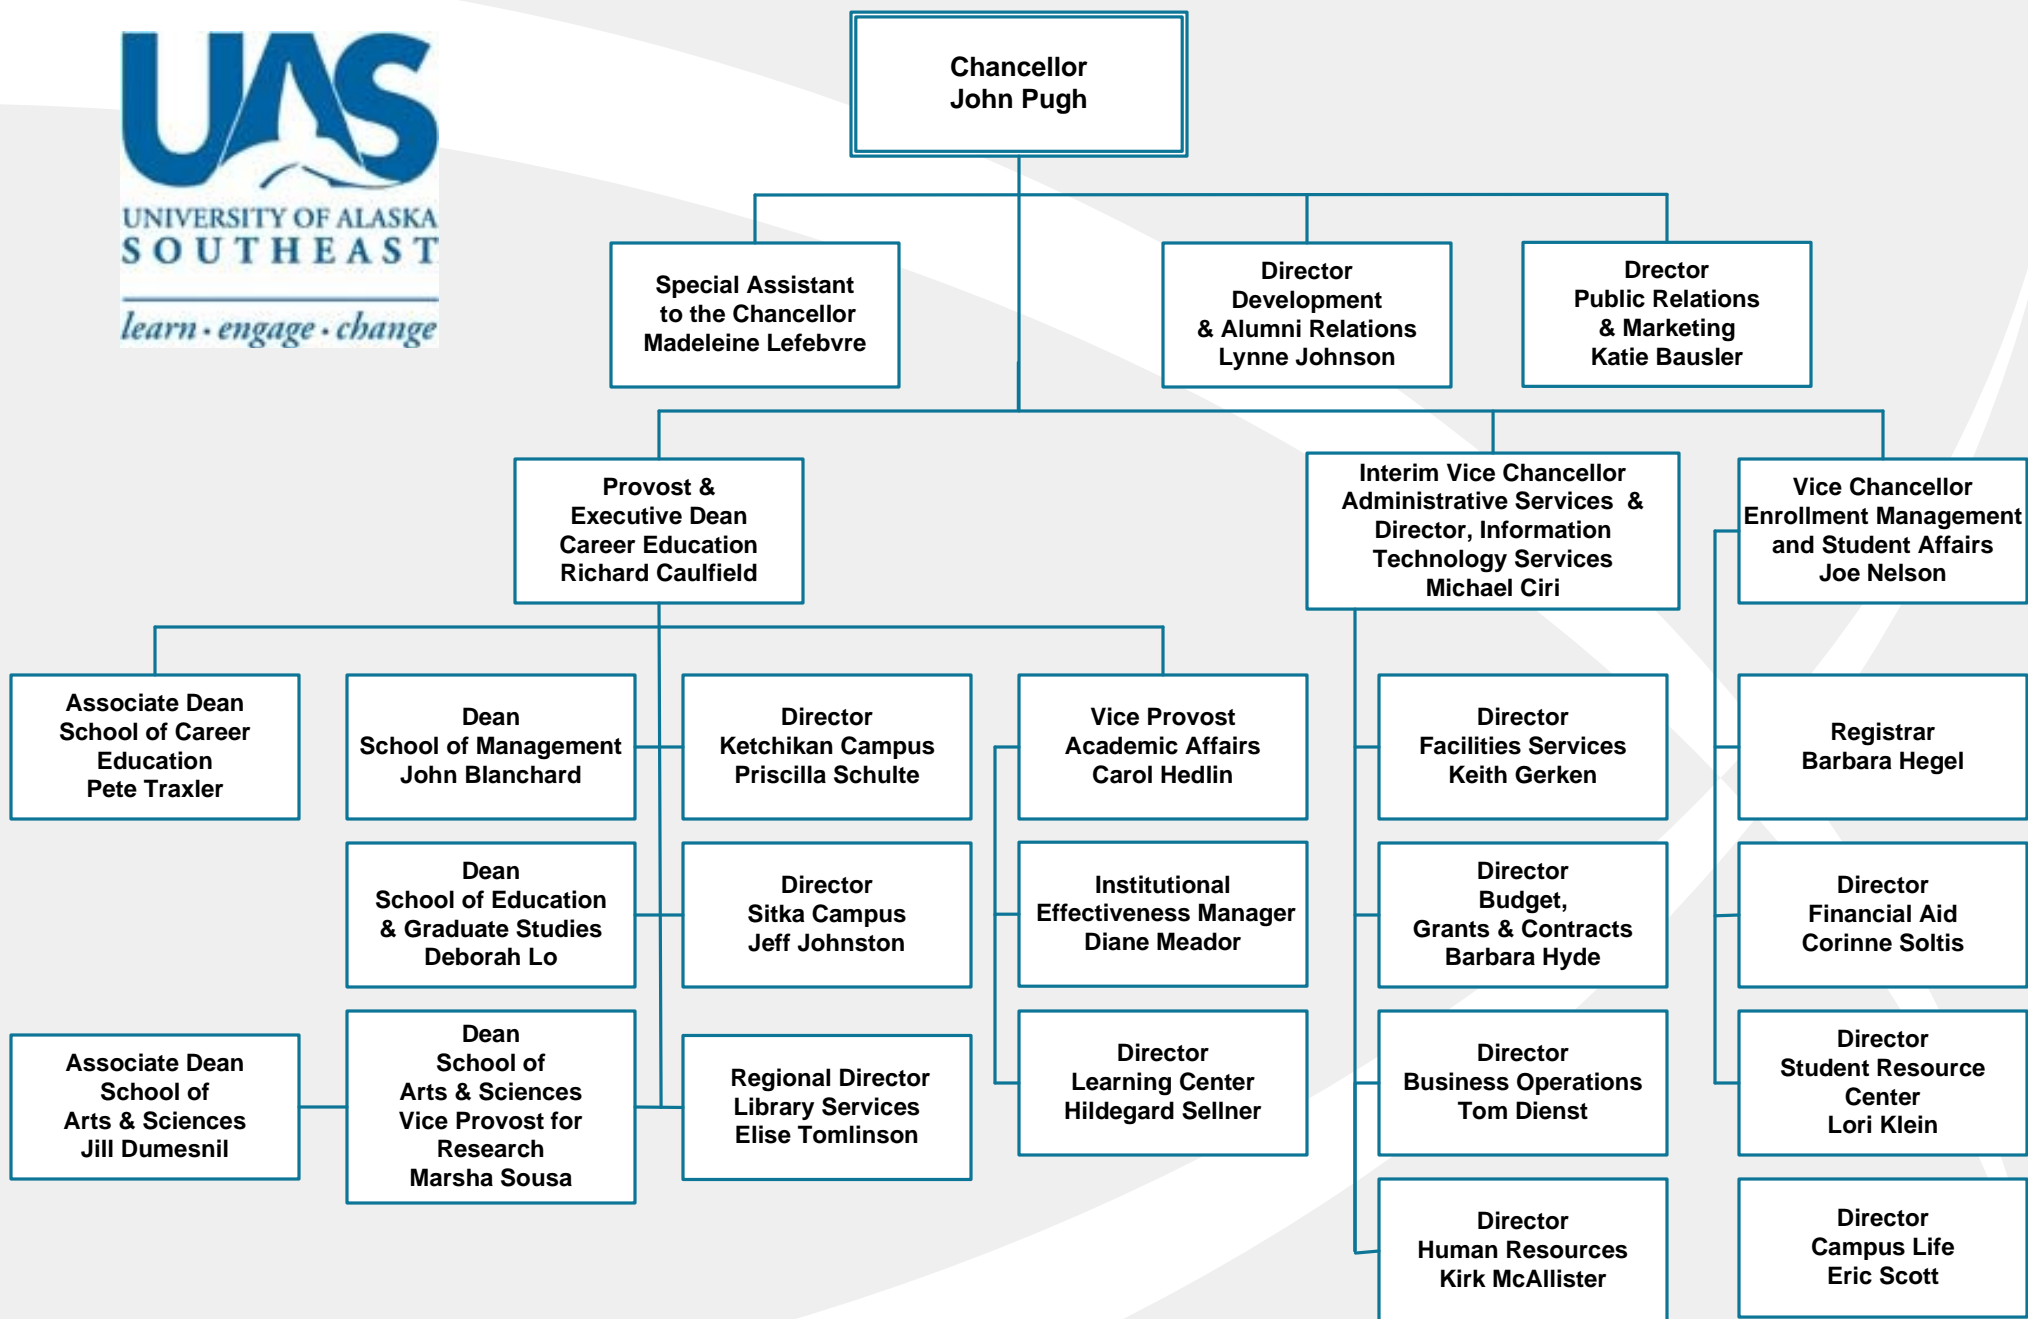 UAS
UNIVERSITY OF ALASKA
SOUTHEAST
learn · engage · change
Chancellor
John Pugh
Special Assistant
to the Chancellor
Madeleine Lefebvre
Director
Development
& Alumni Relations
Lynne Johnson
Drector
Public Relations
& Marketing
Katie Bausler
Provost &
Executive Dean
Career Education
Richard Caulfield
Interim Vice Chancellor
Administrative Services &
Director, Information
Technology Services
Michael Ciri
Vice Chancellor
Enrollment Management
and Student Affairs
Joe Nelson
Associate Dean
School of Career
Education
Pete Traxler
Dean
School of Management
John Blanchard
Director
Ketchikan Campus
Priscilla Schulte
Vice Provost
Academic Affairs
Carol Hedlin
Director
Facilities Services
Keith Gerken
Registrar
Barbara Hegel
Dean
School of Education
& Graduate Studies
Deborah Lo
Director
Sitka Campus
Jeff Johnston
Institutional
Effectiveness Manager
Diane Meador
Director
Budget,
Grants & Contracts
Barbara Hyde
Director
Financial Aid
Corinne Soltis
Associate Dean
School of
Arts & Sciences
Jill Dumesnil
Dean
School of
Arts & Sciences
Vice Provost for
Research
Marsha Sousa
Regional Director
Library Services
Elise Tomlinson
Director
Learning Center
Hildegard Sellner
Director
Business Operations
Tom Dienst
Director
Student Resource
Center
Lori Klein
Director
Human Resources
Kirk McAllister
Director
Campus Life
Eric Scott